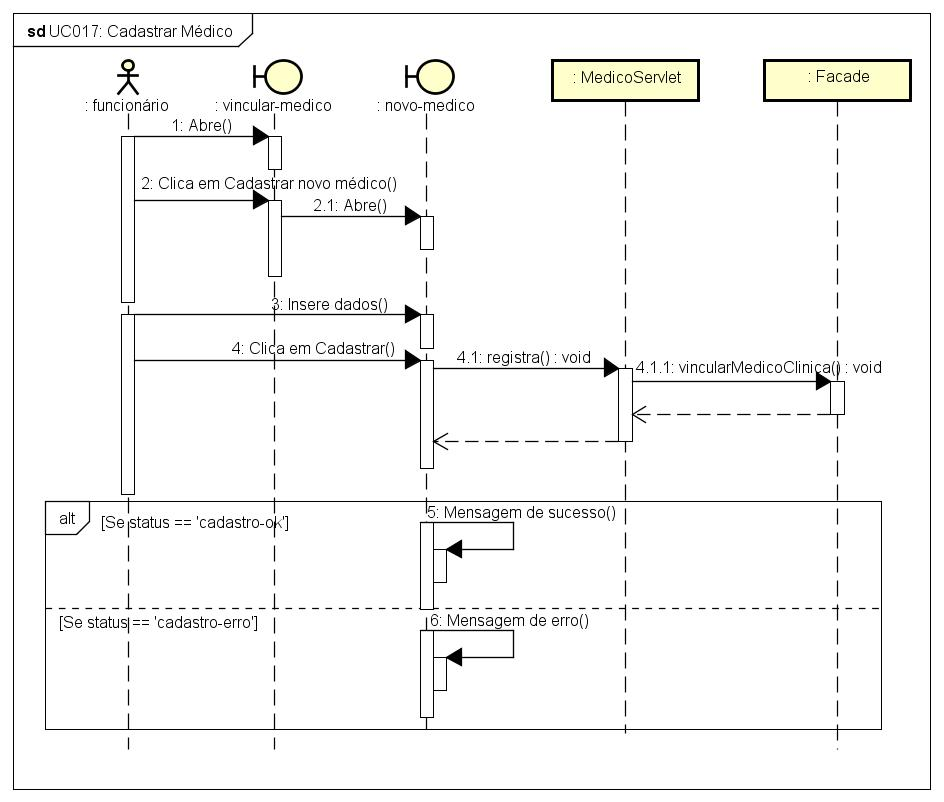 sd UC017: Cadastrar Médico
: funcionário
: vincular-medico
: novo-medico
: MedicoServlet
: Facade
1: Abre()
2: Clica em Cadastrar novo médico()
2.1: Abre()
3: Insere dados()
4: Clica em Cadastrar()
4.1: registra() : void
4.1.1: vincularMedicoClinica() : void
alt
[Se status == 'cadastro-ok']
5: Mensagem de sucesso()
[Se status == 'cadastro-erro']
6: Mensagem de erro()